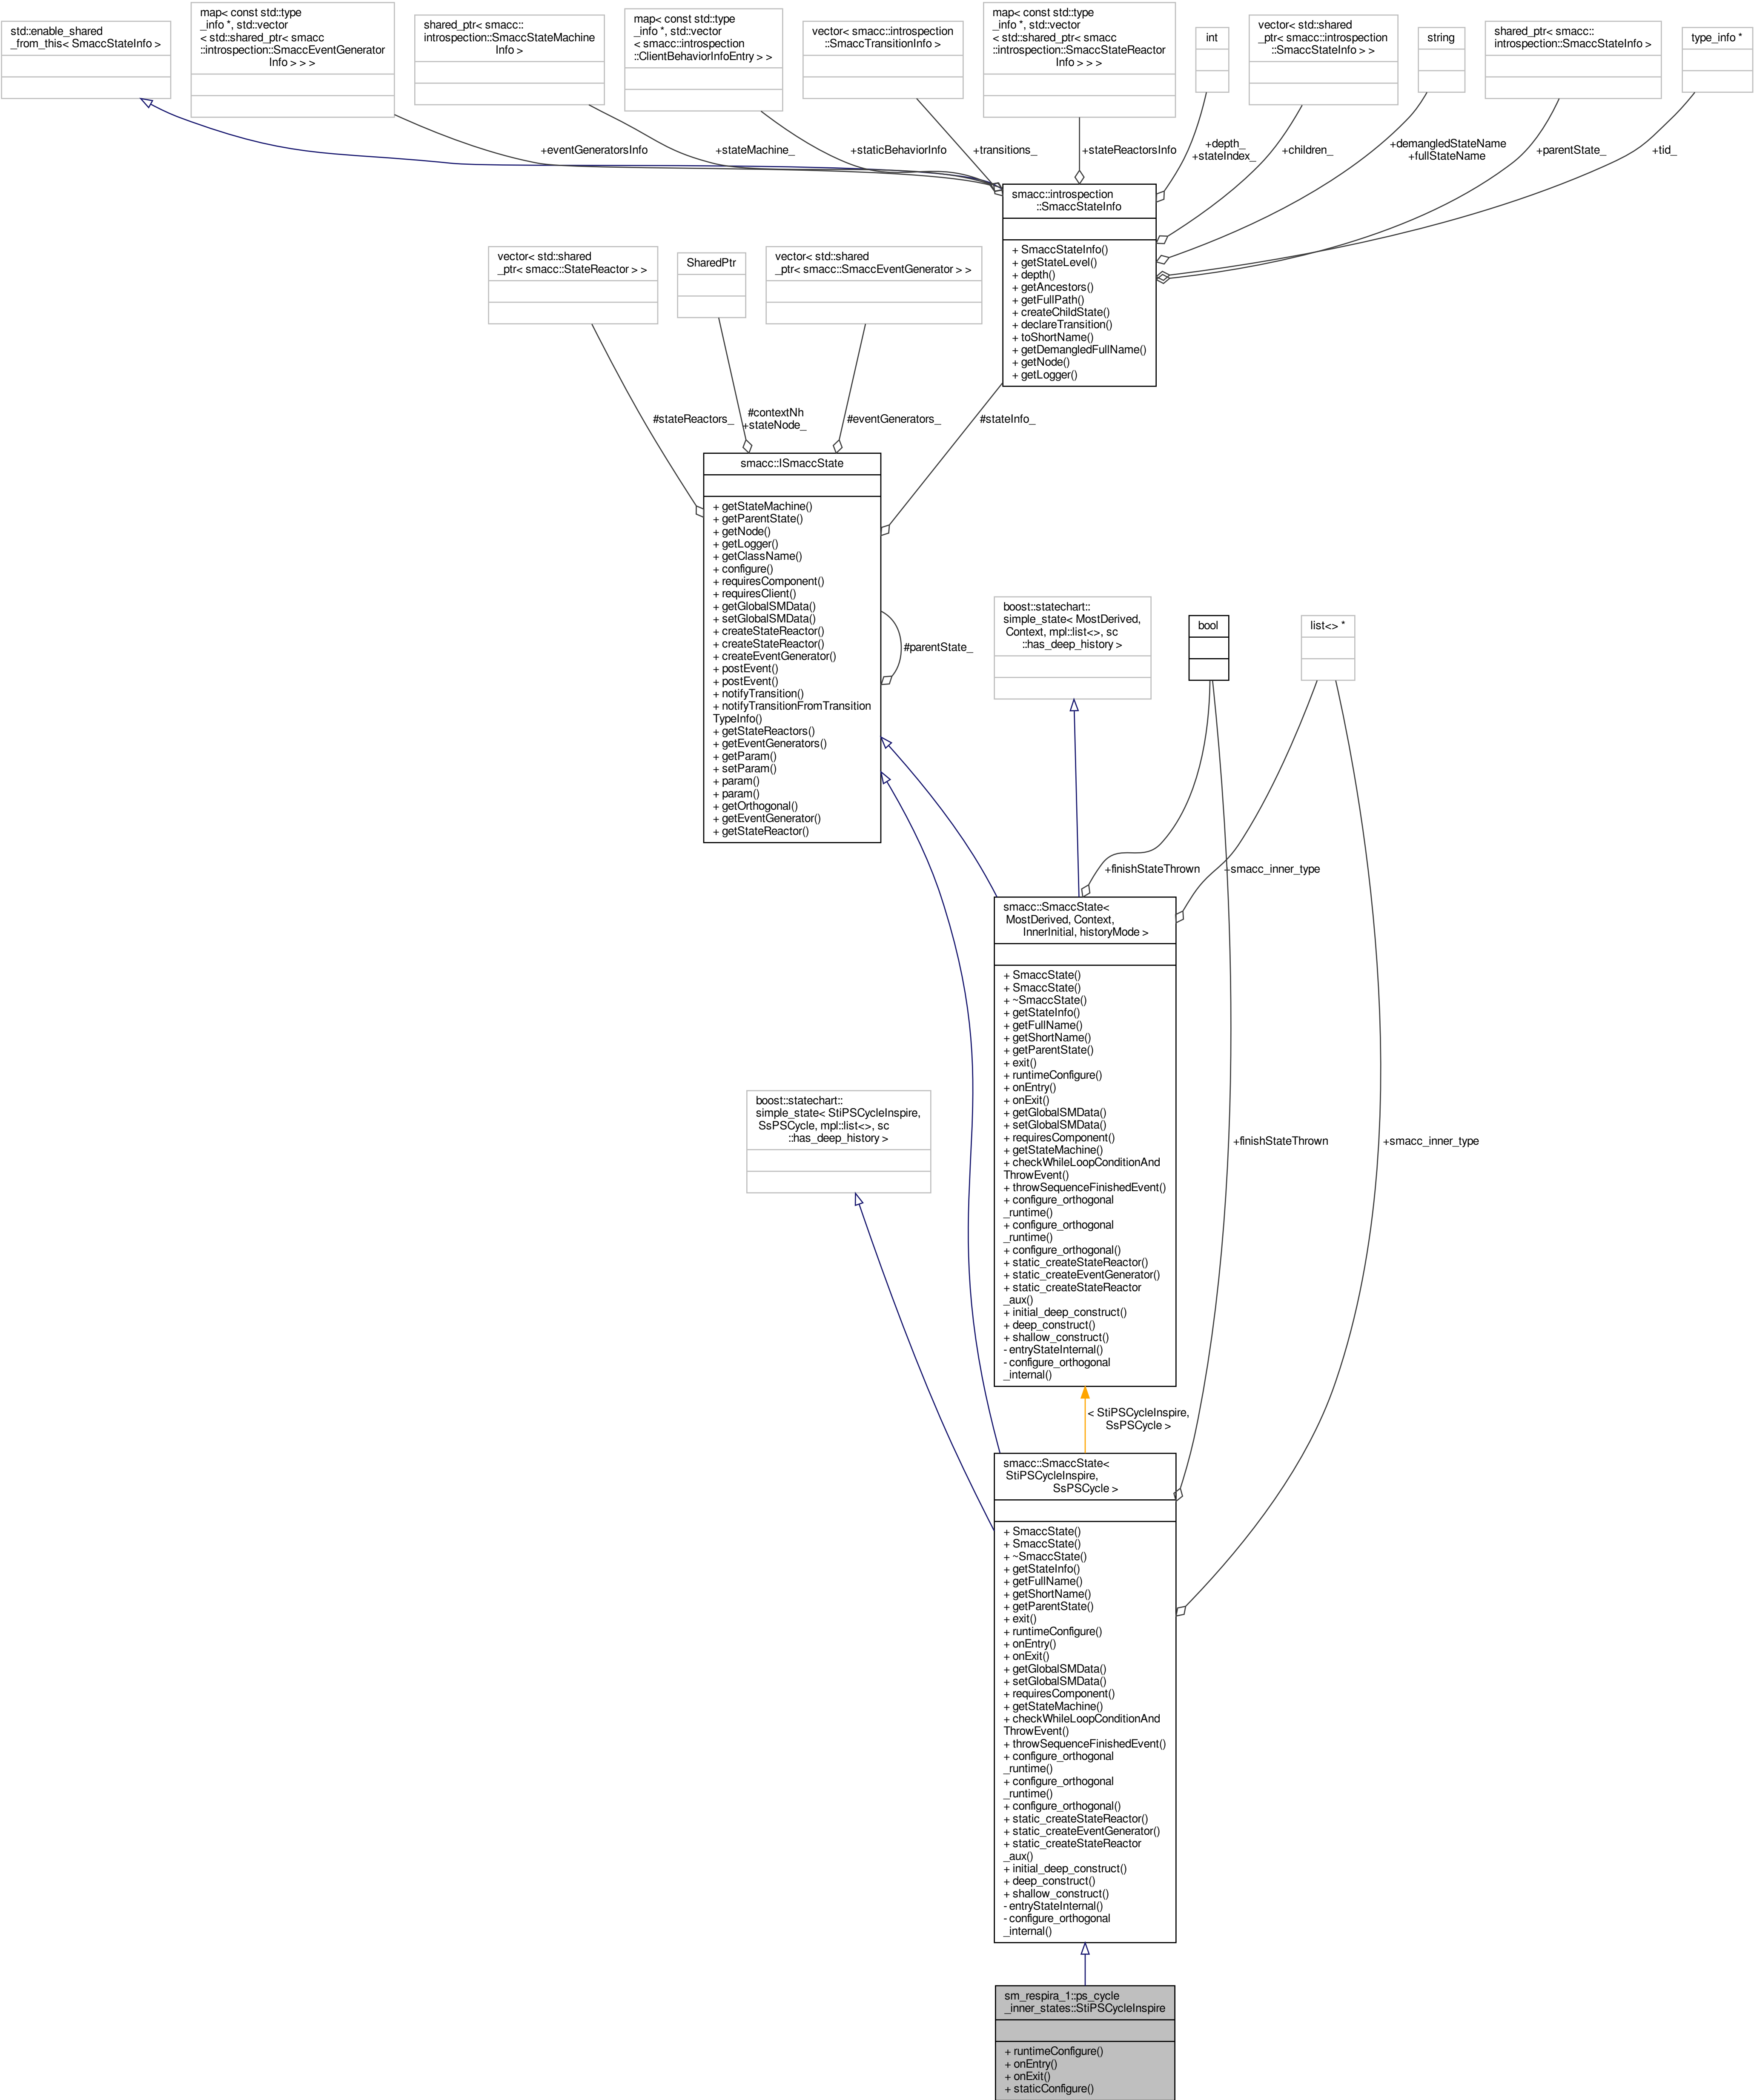 std::enable_shared
_from_this< SmaccStateInfo >
map< const std::type
_info *, std::vector
< std::shared_ptr< smacc
::introspection::SmaccEventGenerator
Info > > >
shared_ptr< smacc::
introspection::SmaccStateMachine
Info >
map< const std::type
_info *, std::vector
< smacc::introspection
::ClientBehaviorInfoEntry > >
vector< smacc::introspection
::SmaccTransitionInfo >
map< const std::type
_info *, std::vector
< std::shared_ptr< smacc
::introspection::SmaccStateReactor
Info > > >
int
vector< std::shared
_ptr< smacc::introspection
::SmaccStateInfo > >
string
shared_ptr< smacc::
introspection::SmaccStateInfo >
type_info *
+eventGeneratorsInfo
+stateMachine_
+staticBehaviorInfo
+transitions_
+stateReactorsInfo
+depth_
+stateIndex_
+children_
+demangledStateName
+fullStateName
+parentState_
+tid_
smacc::introspection
::SmaccStateInfo
+ SmaccStateInfo()
+ getStateLevel()
+ depth()
+ getAncestors()
+ getFullPath()
+ createChildState()
+ declareTransition()
+ toShortName()
+ getDemangledFullName()
+ getNode()
+ getLogger()
vector< std::shared
_ptr< smacc::StateReactor > >
SharedPtr
vector< std::shared
_ptr< smacc::SmaccEventGenerator > >
#stateReactors_
#contextNh
+stateNode_
#eventGenerators_
#stateInfo_
smacc::ISmaccState
+ getStateMachine()
+ getParentState()
+ getNode()
+ getLogger()
+ getClassName()
+ configure()
+ requiresComponent()
+ requiresClient()
+ getGlobalSMData()
+ setGlobalSMData()
+ createStateReactor()
+ createStateReactor()
+ createEventGenerator()
+ postEvent()
+ postEvent()
+ notifyTransition()
+ notifyTransitionFromTransition
TypeInfo()
+ getStateReactors()
+ getEventGenerators()
+ getParam()
+ setParam()
+ param()
+ param()
+ getOrthogonal()
+ getEventGenerator()
+ getStateReactor()
#parentState_
boost::statechart::
simple_state< MostDerived,
Context, mpl::list<>, sc
::has_deep_history >
bool
list<> *
+finishStateThrown
+smacc_inner_type
smacc::SmaccState<
MostDerived, Context,
InnerInitial, historyMode >
+ SmaccState()
+ SmaccState()
+ ~SmaccState()
+ getStateInfo()
+ getFullName()
+ getShortName()
+ getParentState()
+ exit()
+ runtimeConfigure()
+ onEntry()
+ onExit()
+ getGlobalSMData()
+ setGlobalSMData()
+ requiresComponent()
+ getStateMachine()
+ checkWhileLoopConditionAnd
ThrowEvent()
+ throwSequenceFinishedEvent()
+ configure_orthogonal
_runtime()
+ configure_orthogonal
_runtime()
+ configure_orthogonal()
+ static_createStateReactor()
+ static_createEventGenerator()
+ static_createStateReactor
_aux()
+ initial_deep_construct()
+ deep_construct()
+ shallow_construct()
- entryStateInternal()
- configure_orthogonal
_internal()
boost::statechart::
simple_state< StiPSCycleInspire,
SsPSCycle, mpl::list<>, sc
::has_deep_history >
+finishStateThrown
+smacc_inner_type
< StiPSCycleInspire,
SsPSCycle >
smacc::SmaccState<
StiPSCycleInspire,
SsPSCycle >
+ SmaccState()
+ SmaccState()
+ ~SmaccState()
+ getStateInfo()
+ getFullName()
+ getShortName()
+ getParentState()
+ exit()
+ runtimeConfigure()
+ onEntry()
+ onExit()
+ getGlobalSMData()
+ setGlobalSMData()
+ requiresComponent()
+ getStateMachine()
+ checkWhileLoopConditionAnd
ThrowEvent()
+ throwSequenceFinishedEvent()
+ configure_orthogonal
_runtime()
+ configure_orthogonal
_runtime()
+ configure_orthogonal()
+ static_createStateReactor()
+ static_createEventGenerator()
+ static_createStateReactor
_aux()
+ initial_deep_construct()
+ deep_construct()
+ shallow_construct()
- entryStateInternal()
- configure_orthogonal
_internal()
sm_respira_1::ps_cycle
_inner_states::StiPSCycleInspire
+ runtimeConfigure()
+ onEntry()
+ onExit()
+ staticConfigure()